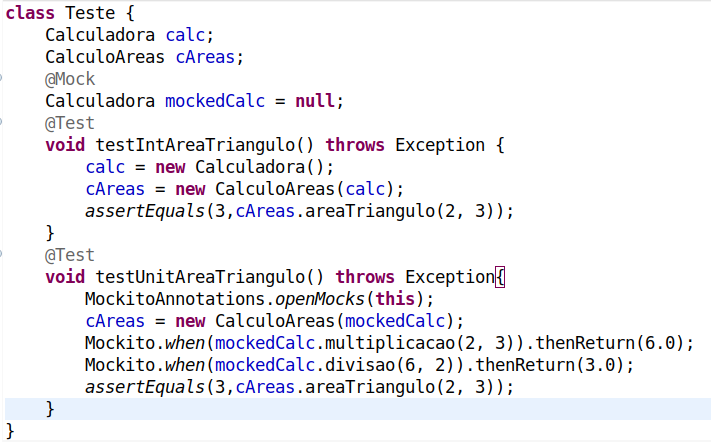 class Teste {
    Calculadora calc;
    CalculoAreas cAreas;
    @Mock
    Calculadora mockedCalc = null;
    @Test
    void testIntAreaTriangulo() throws Exception {
        calc = new Calculadora();
        cAreas = new CalculoAreas(calc);
        assertEquals(3,cAreas.areaTriangulo(2, 3));
    }
    @Test
    void testUnitAreaTriangulo() throws Exception{
        MockitoAnnotations.openMocks(this);
        cAreas = new CalculoAreas(mockedCalc);
        Mockito.when(mockedCalc.multiplicacao(2, 3)).thenReturn(6.0);
        Mockito.when(mockedCalc.divisao(6, 2)).thenReturn(3.0);
        assertEquals(3,cAreas.areaTriangulo(2, 3));
    }
}